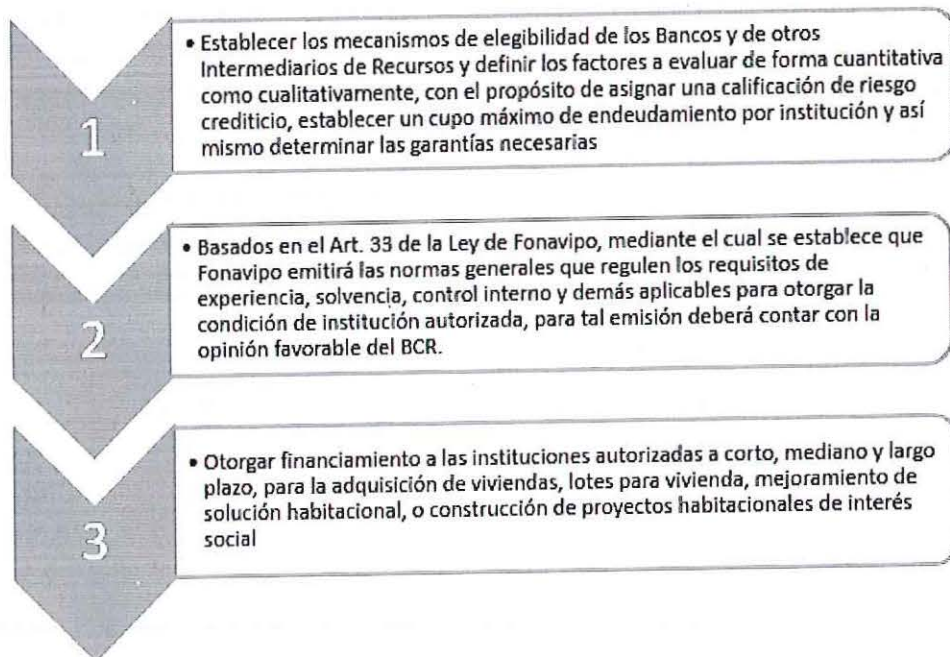 1
• Establecer los mecanismos de elegibilidad de los Bancos y de otros
Intermediarios de Recursos y definir los factores a evaluar de forma cuantitativa
como cualitativamente, con el propósito de asignar una calificación de riesgo
crediticio, establecer un cupo máximo de endeudamiento por institución y así
mismo determinar las garantías necesarias
2
• Basados en el Art. 33 de la Ley de Fonavipo, mediante el cual se establece que
Fonavipo emitirá las normas generales que regulen los requisitos de
experiencia, solvencia, control interno y demás aplicables para otorgar la
condición de institución autorizada, para tal emisión deberá contar con la
opinión favorable del BCR.
3
• Otorgar financiamiento a las instituciones autorizadas a corto, mediano y largo
plazo, para la adquisición de viviendas, lotes para vivienda, mejoramiento de
solución habitacional, o construcción de proyectos habitacionales de interés
social